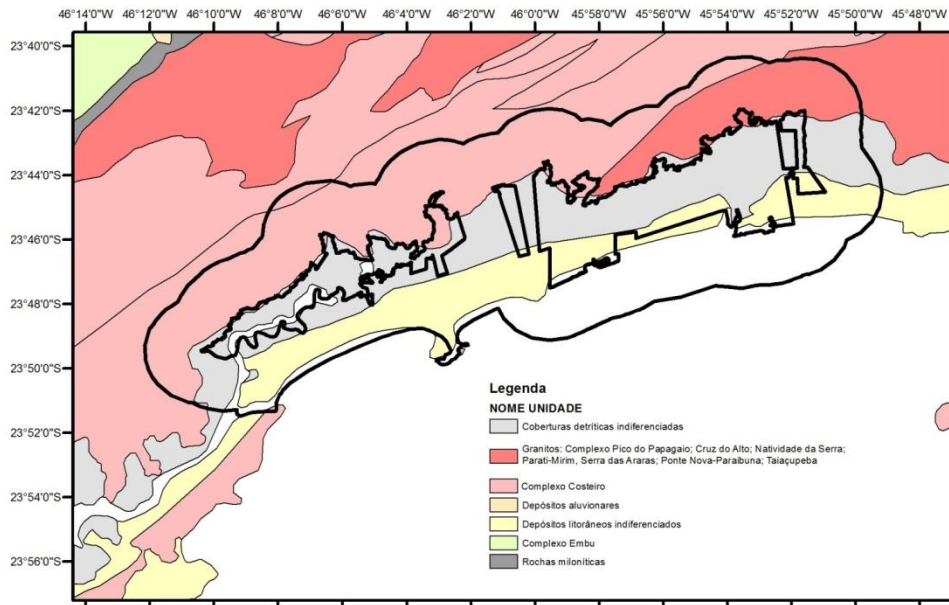 46°14'0"O 46°12'0"O 46°10'0"O 46°8'0"O 46°6'0"O 46°4'0"O 46°2'0"O 46°0'0"O 45°58'0"O 45°56'0"O 45°54'0"O 45°52'0"O 45°50'0"O 45°48'0"O
23°40'0"S
23°42'0"S
23°44'0"S
23°46'0"S
23°48'0"S
23°50'0"S
23°52'0"S
23°54'0"S
23°56'0"S
Legenda
NOME UNIDADE
Coberturas detríticas indiferenciadas
Granitos: Complexo Pico do Papagaio; Cruz do Alto; Natividade da Serra;
Parati-Mirim, Serra das Araras; Ponte Nova-Paraibuna; Taiaçupeba
Complexo Costeiro
Depósitos aluvionares
Depósitos litorâneos indiferenciados
Complexo Embu
Rochas miloníticas